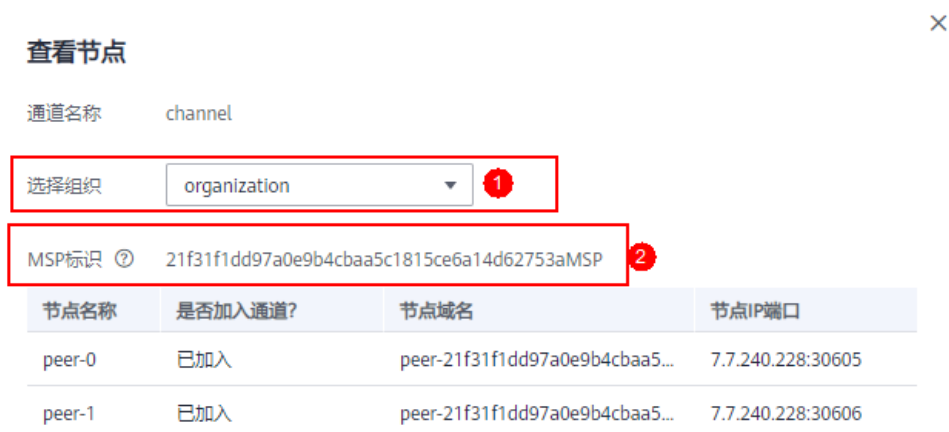 ×
查看节点
通道名称 channel
选择组织 organization 1
MSP标识 ? 21f31f1dd97a0e9b4cbaa5c1815ce6a14d62753aMSP 2
节点名称 是否加入通道? 节点域名 节点IP端口
peer-0 已加入 peer-21f31f1dd97a0e9b4cbaa5... 7.7.240.228:30605
peer-1 已加入 peer-21f31f1dd97a0e9b4cbaa5... 7.7.240.228:30606